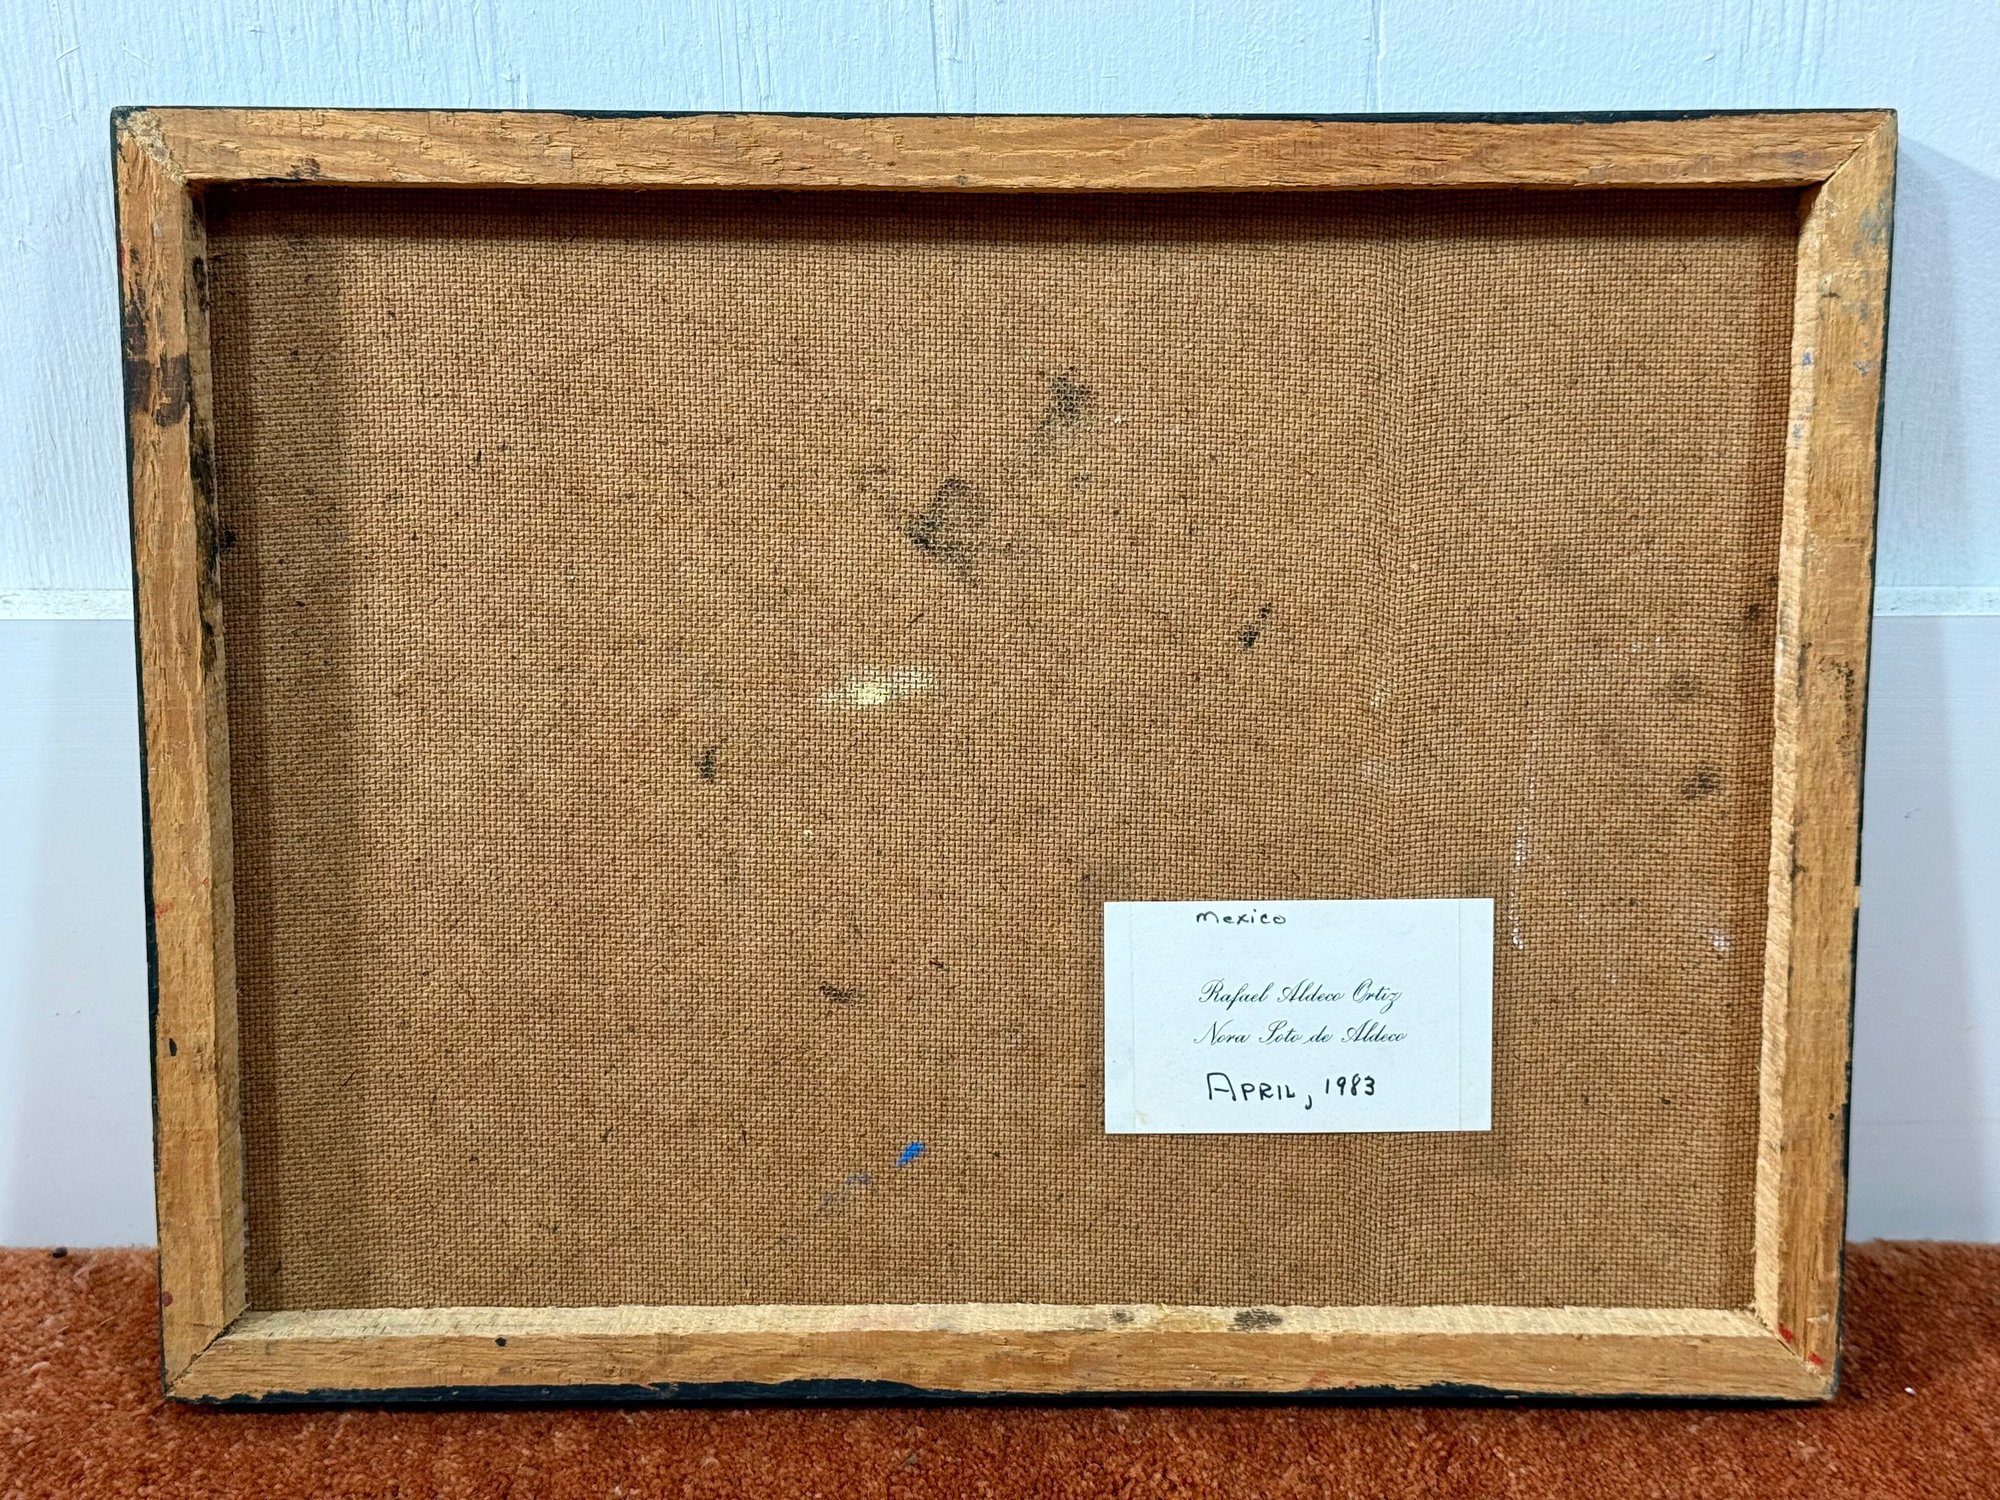 Mexico
Rafael Aldeco Ortiz
Nora Soto de Aldeco
APRIL, 1983